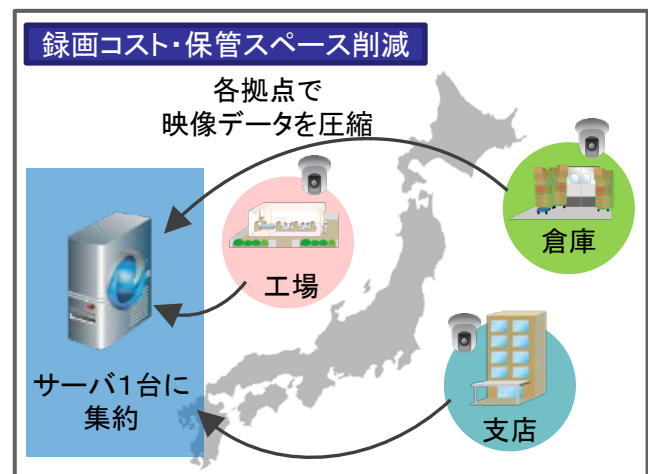 録画コスト・保管スペース削減
各拠点で
映像データを圧縮
倉庫
工場
サーバ1台に
集約
支店